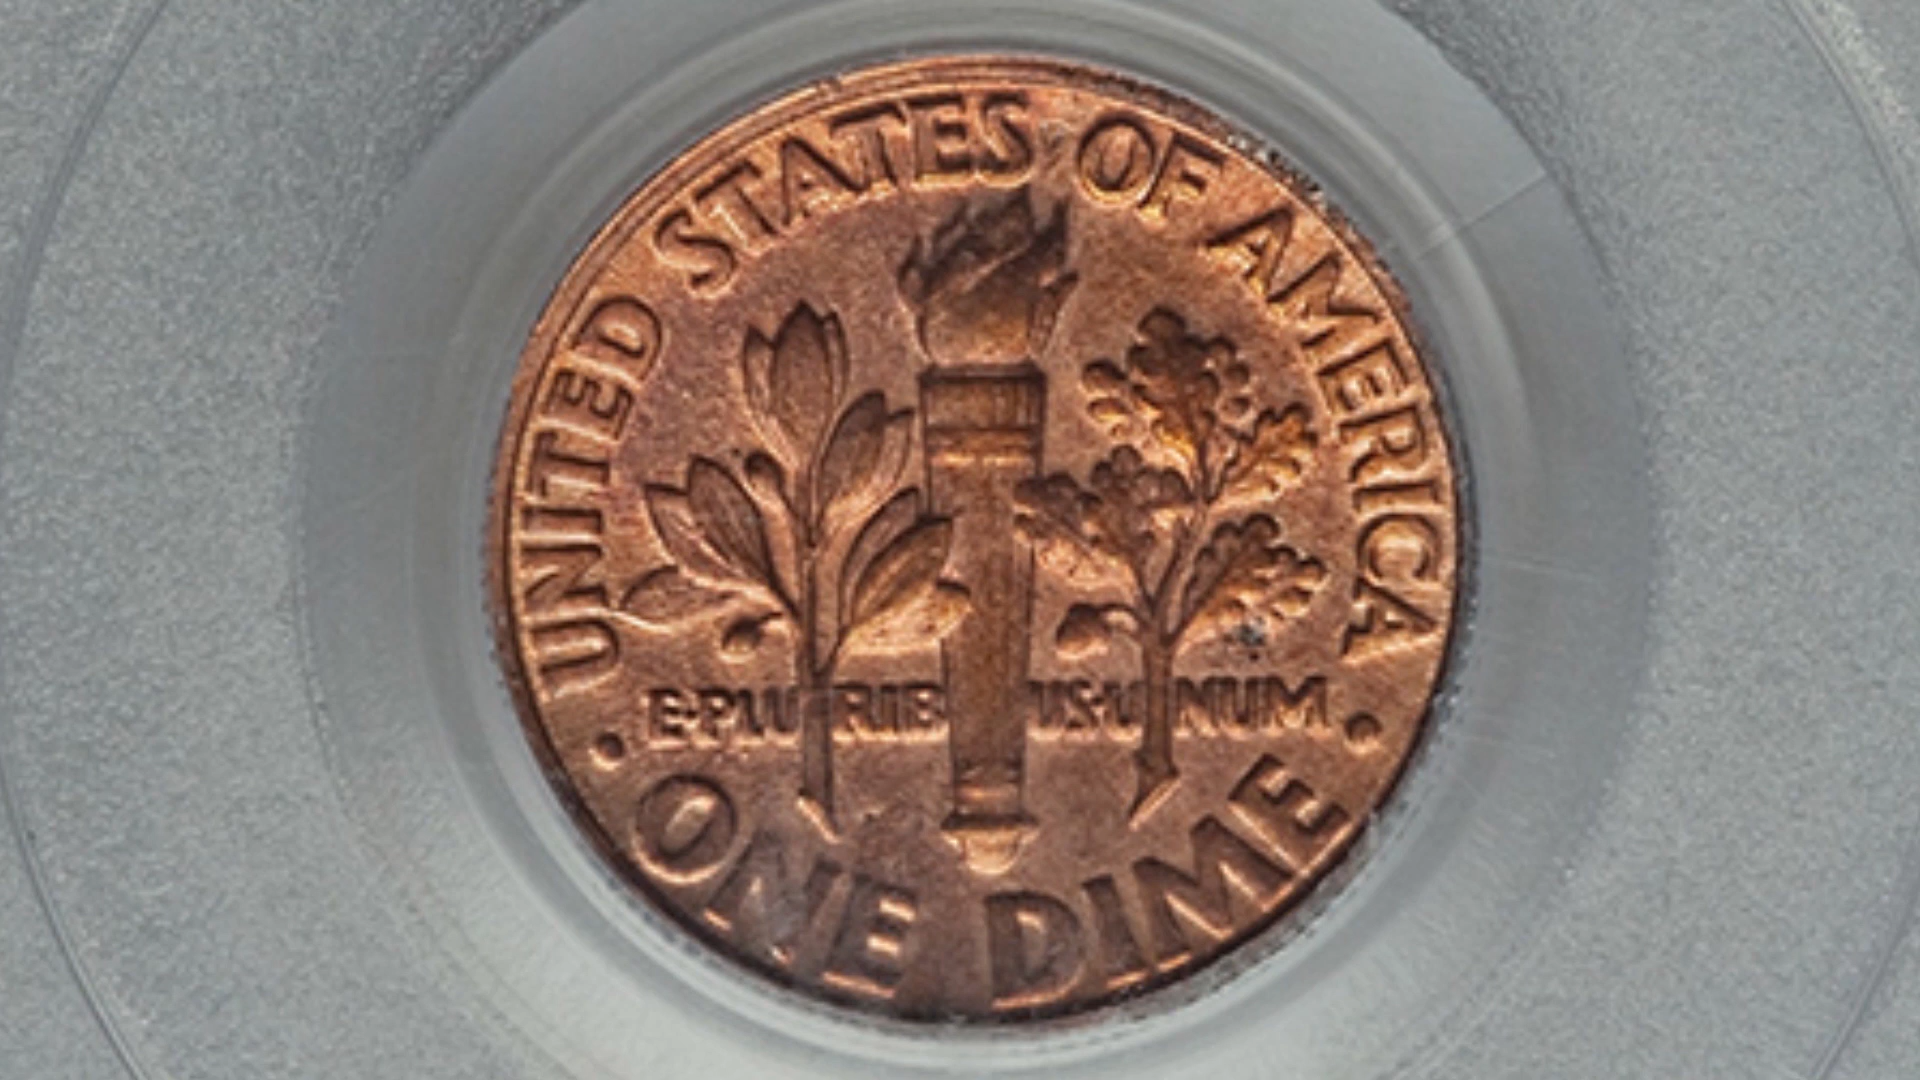 UNITED STATES OF AMERICA
E·PLURIBUS·UNUM
· ONE DIME ·